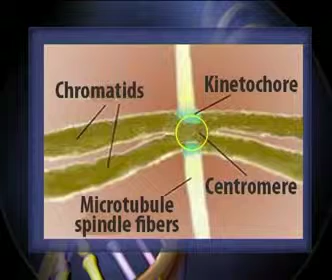 Chromatids
Kinetochore
Centromere
Microtubule
spindle fibers